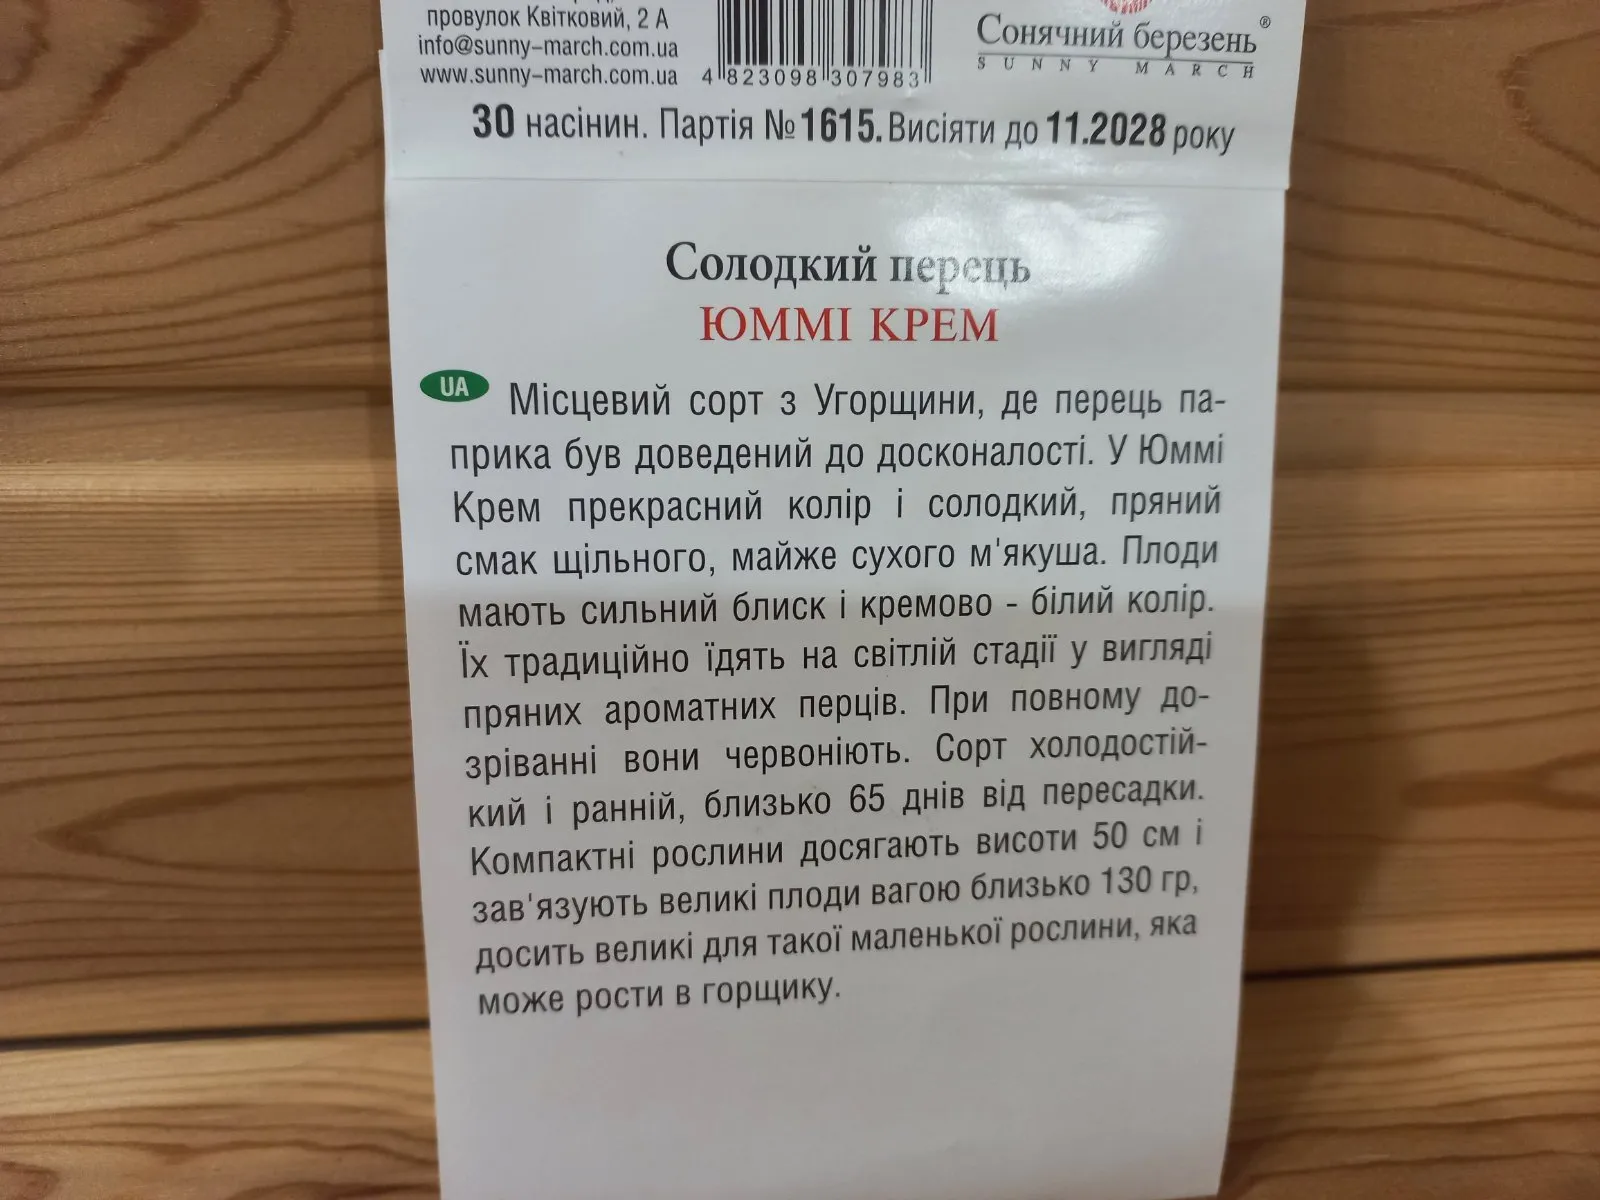 провулок Квітковий, 2 А
info@sunny-march.com.ua
www.sunny-march.com.ua
4 823098 307983
Сонячний березень®
SUNNY MARCH
30 насінин. Партія №1615. Висіяти до 11.2028 року
Солодкий перець
ЮММІ КРЕМ
UA Місцевий сорт з Угорщини, де перець па-
прика був доведений до досконалості. У Юммі
Крем прекрасний колір і солодкий, пряний
смак щільного, майже сухого м'якуша. Плоди
мають сильний блиск і кремово - білий колір.
Їх традиційно їдять на світлій стадії у вигляді
пряних ароматних перців. При повному до-
зріванні вони червоніють. Сорт холодостій-
кий і ранній, близько 65 днів від пересадки.
Компактні рослини досягають висоти 50 см і
зав'язують великі плоди вагою близько 130 гр,
досить великі для такої маленької рослини, яка
може рости в горщику.